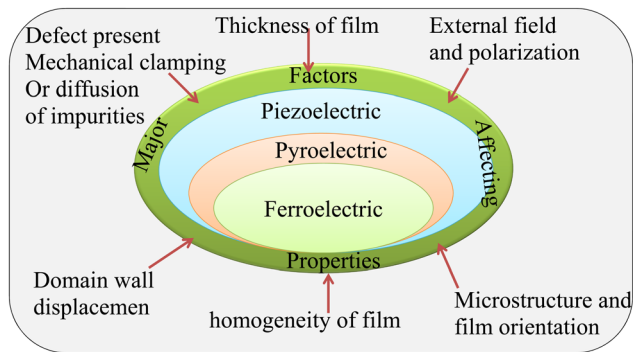 Thickness of film
External field
and polarization
Defect present
Mechanical clamping
Or diffusion
of impurities
Major
Factors
Affecting
Properties
Piezoelectric
Pyroelectric
Ferroelectric
Domain wall
displacemen
homogeneity of film
Microstructure and
film orientation